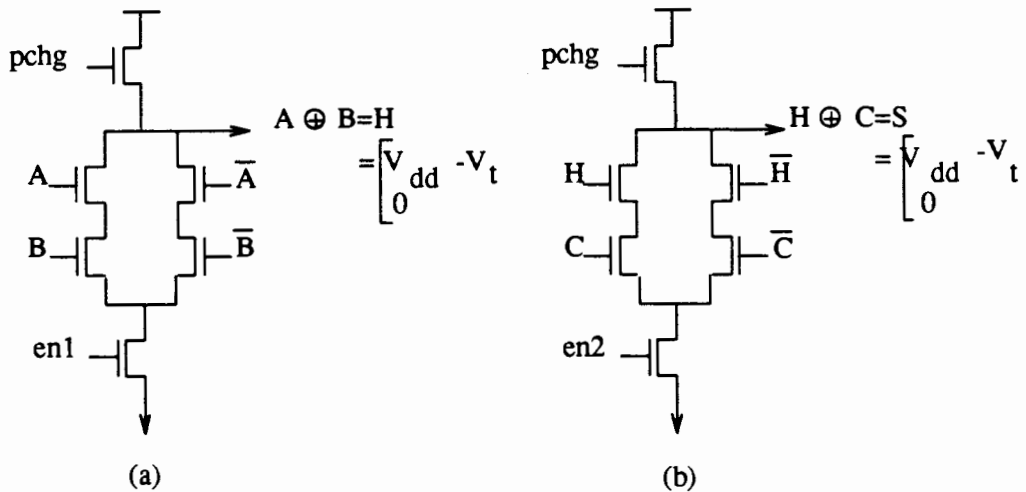 pchg
A ⊕ B=H
= [ V_dd -V_t
0
A
A̅
B
B̅
en1
(a)
pchg
H ⊕ C=S
= [ V_dd -V_t
0
H
H̅
C
C̅
en2
(b)